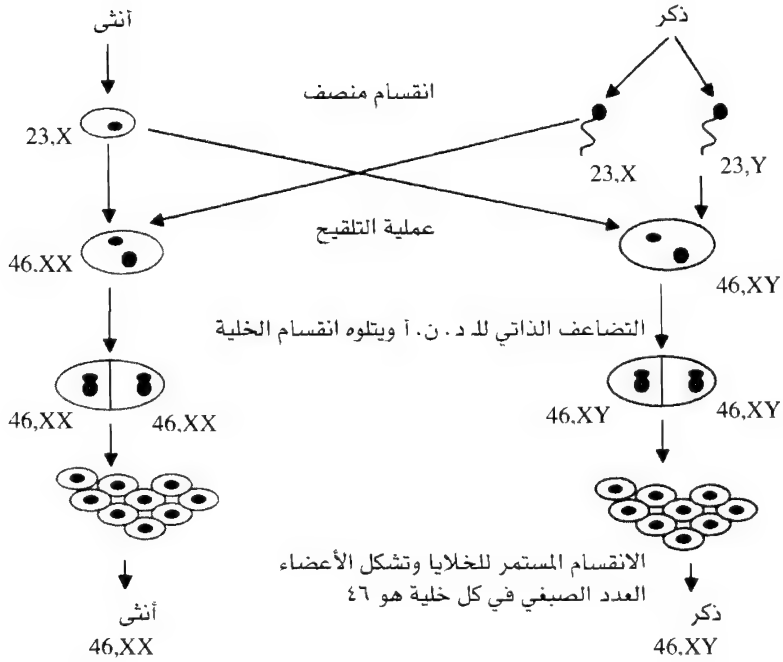 ذكر
أنثى
انقسام منصف
23,X
23,X
23,Y
عملية التلقيح
46.XX
46,XY
التضاعف الذاتي للـ د . ن . أ ويتلوه انقسام الخلية
46,XX
46,XX
46,XY
46,XY
الانقسام المستمر للخلايا وتشكل الأعضاء
العدد الصبغي في كل خلية هو ٤٦
ذكر
46,XY
أنثى
46,XX